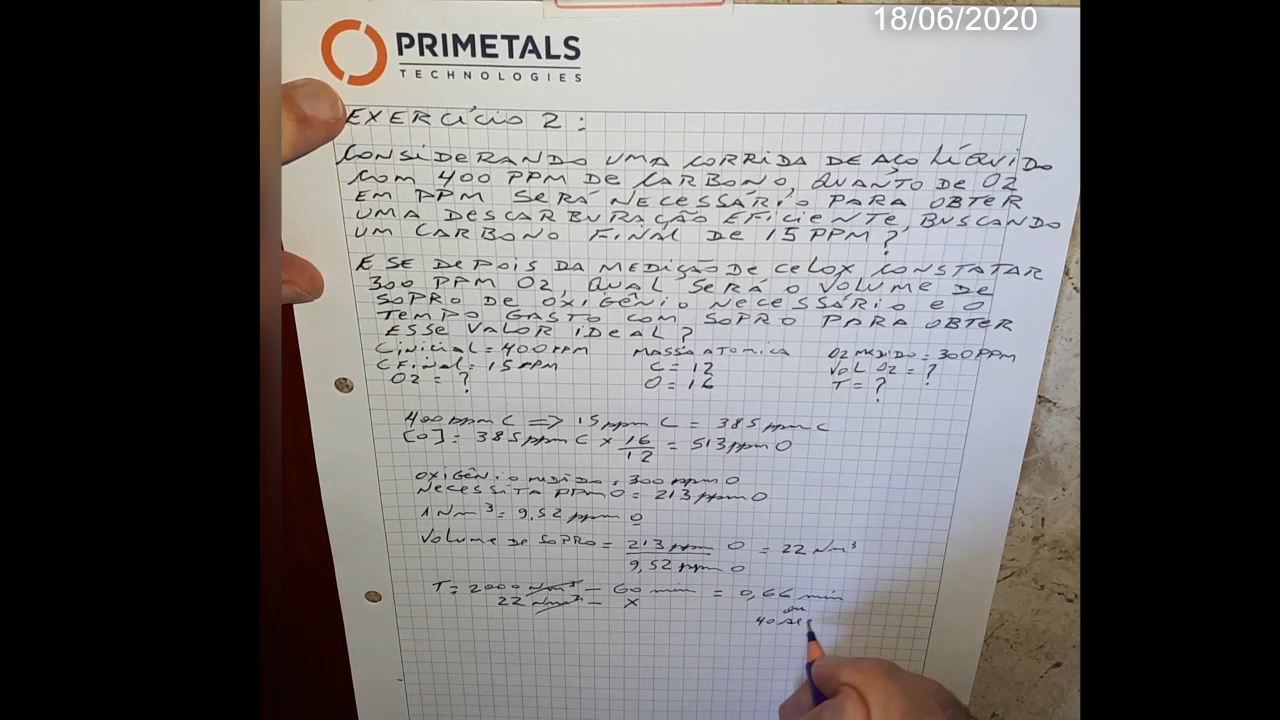 18/06/2020
PRIMETALS
TECHNOLOGIES
EXERCÍCIO 2:
CONSIDERANDO UMA CORRIDA DE AÇO LÍQUIDO
COM 400 PPM DE CARBONO, QUANTO DE O2
EM PPM SERÁ NECESSÁRIO PARA OBTER
UMA DESCARBURAÇÃO EFICIENTE, BUSCANDO
UM CARBONO FINAL DE 15 PPM?
E SE DEPOIS DA MEDIÇÃO DE CELOX CONSTATAR
300 PPM O2, QUAL SERÁ O VOLUME DE
SOPRO DE OXIGÊNIO NECESSÁRIO E O
TEMPO GASTO COM SOPRO PARA OBTER
ESSE VALOR IDEAL?
C INICIAL = 400 PPM MASSA ATOMICA O2 MEDIDO = 300 PPM
C FINAL = 15 PPM C = 12 VOL O2 = ?
O2 = ? O = 16 T = ?
400 ppm C => 15 ppm C = 385 ppm C
[O] = 385 ppm C x 16/12 = 513 ppm O
OXIGÊNIO MEDIDO = 300 ppm O
NECESSITA PPM O = 213 ppm O
1 Nm³ = 9,52 ppm O
VOLUME DE SOPRO = 213 ppm O = 22 Nm³
9,52 ppm O
T = 2000 Nm³ — 60 min = 0,66 min
22 Nm³ — X
ou
40 se